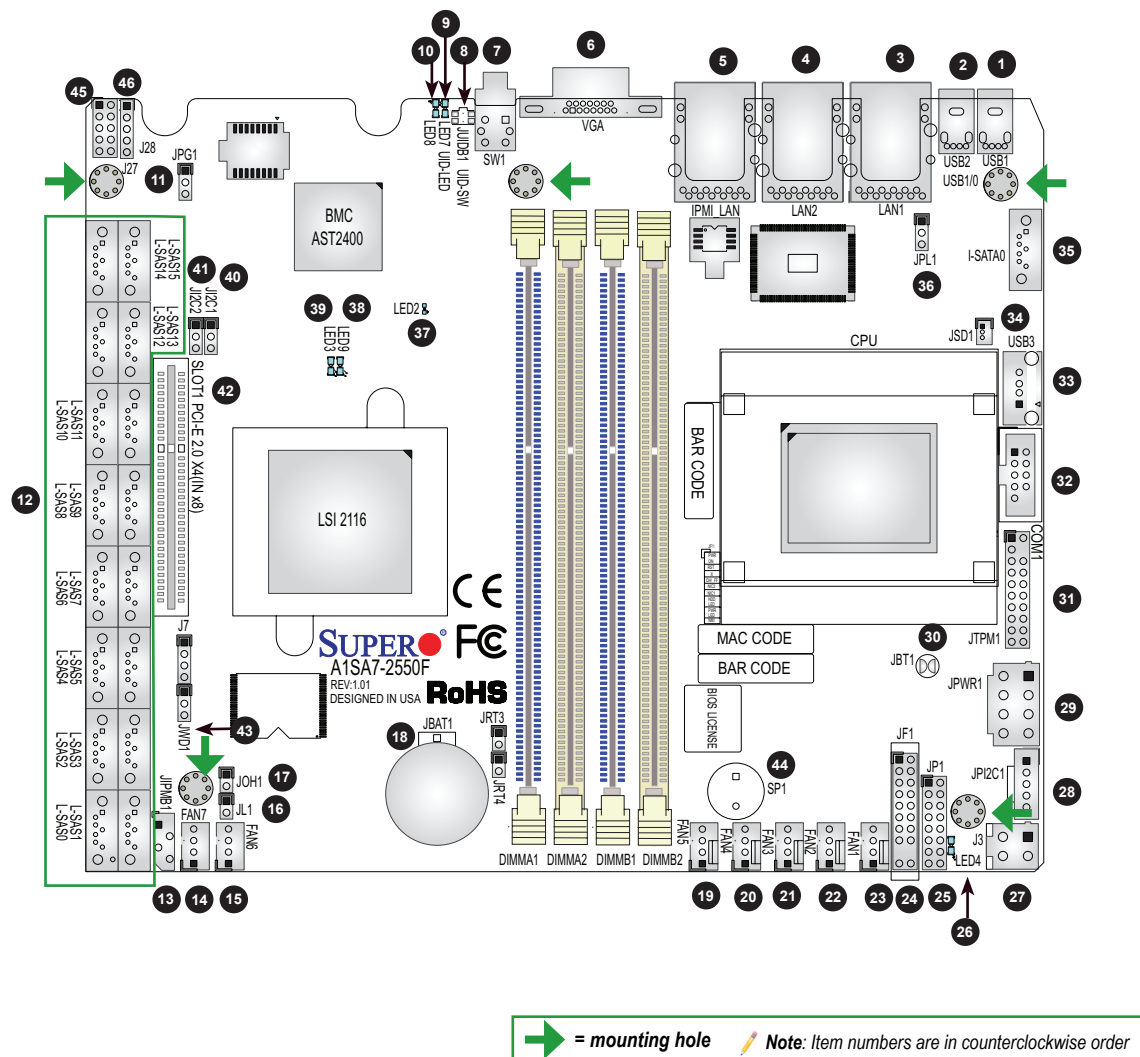 9
10
8
7
6
5
4
3
2
1
45
46
J28
J27
JPG1
11
LED8
LED7
UID-LED
JUIDB1
UID-SW
SW1
VGA
IPMI_LAN
LAN2
LAN1
USB2
USB1
USB1/0
BMC
AST2400
JPL1
36
I-SATA0
35
L-SAS15
L-SAS14
41
40
JI2C2
JI2C1
L-SAS13
L-SAS12
39
38
LED3
LED9
LED2
37
34
JSD1
USB3
33
CPU
42
SLOT1 PCI-E 2.0 X4(IN x8)
L-SAS11
L-SAS10
BAR CODE
32
12
L-SAS9
L-SAS8
LSI 2116
COM1
31
L-SAS7
L-SAS6
JTPM1
CE
FC
SUPER
A1SA7-2550F
REV:1.01
DESIGNED IN USA
RoHS
MAC CODE
BAR CODE
30
JBT1
J7
L-SAS5
L-SAS4
JWD1
43
BIOS LICENSE
JPWR1
29
18
JBAT1
JRT3
JRT4
L-SAS3
L-SAS2
17
JOH1
16
JL1
44
SP1
JF1
JP1
JPI2C1
28
L-SAS1
L-SAS0
JIPMB1
FAN7
FAN6
DIMMA1
DIMMA2
DIMMB1
DIMMB2
FAN5
FAN4
FAN3
FAN2
FAN1
LED4
J3
13
14
15
19
20
21
22
23
24
25
26
27
= mounting hole
Note: Item numbers are in counterclockwise order